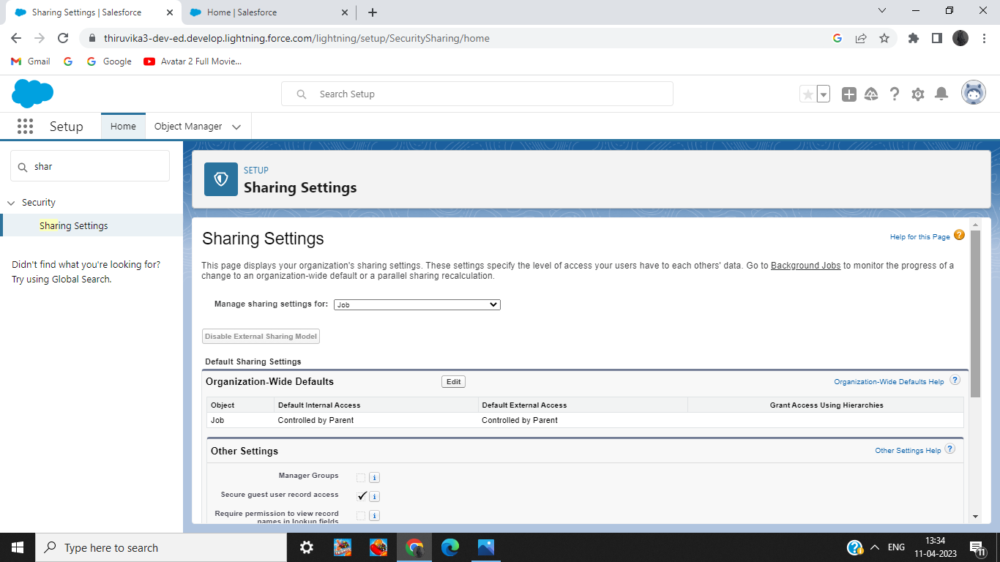 Sharing Settings | Salesforce
Home | Salesforce
thiruvika3-dev-ed.develop.lightning.force.com/lightning/setup/SecuritySharing/home
Gmail
Google
Avatar 2 Full Movie...
Search Setup
Setup
Home
Object Manager
shar
Security
Sharing Settings
Didn't find what you're looking for?
Try using Global Search.
SETUP
Sharing Settings
Sharing Settings
Help for this Page ?
This page displays your organization's sharing settings. These settings specify the level of access your users have to each others' data. Go to Background Jobs to monitor the progress of a
change to an organization-wide default or a parallel sharing recalculation.
Manage sharing settings for: Job
Disable External Sharing Model
Default Sharing Settings
Organization-Wide Defaults Edit Organization-Wide Defaults Help ?
Object Default Internal Access Default External Access Grant Access Using Hierarchies
Job Controlled by Parent Controlled by Parent
Other Settings Other Settings Help ?
Manager Groups i
Secure guest user record access i
Require permission to view record i
names in lookup fields
Type here to search
ENG
13:34
11-04-2023
11